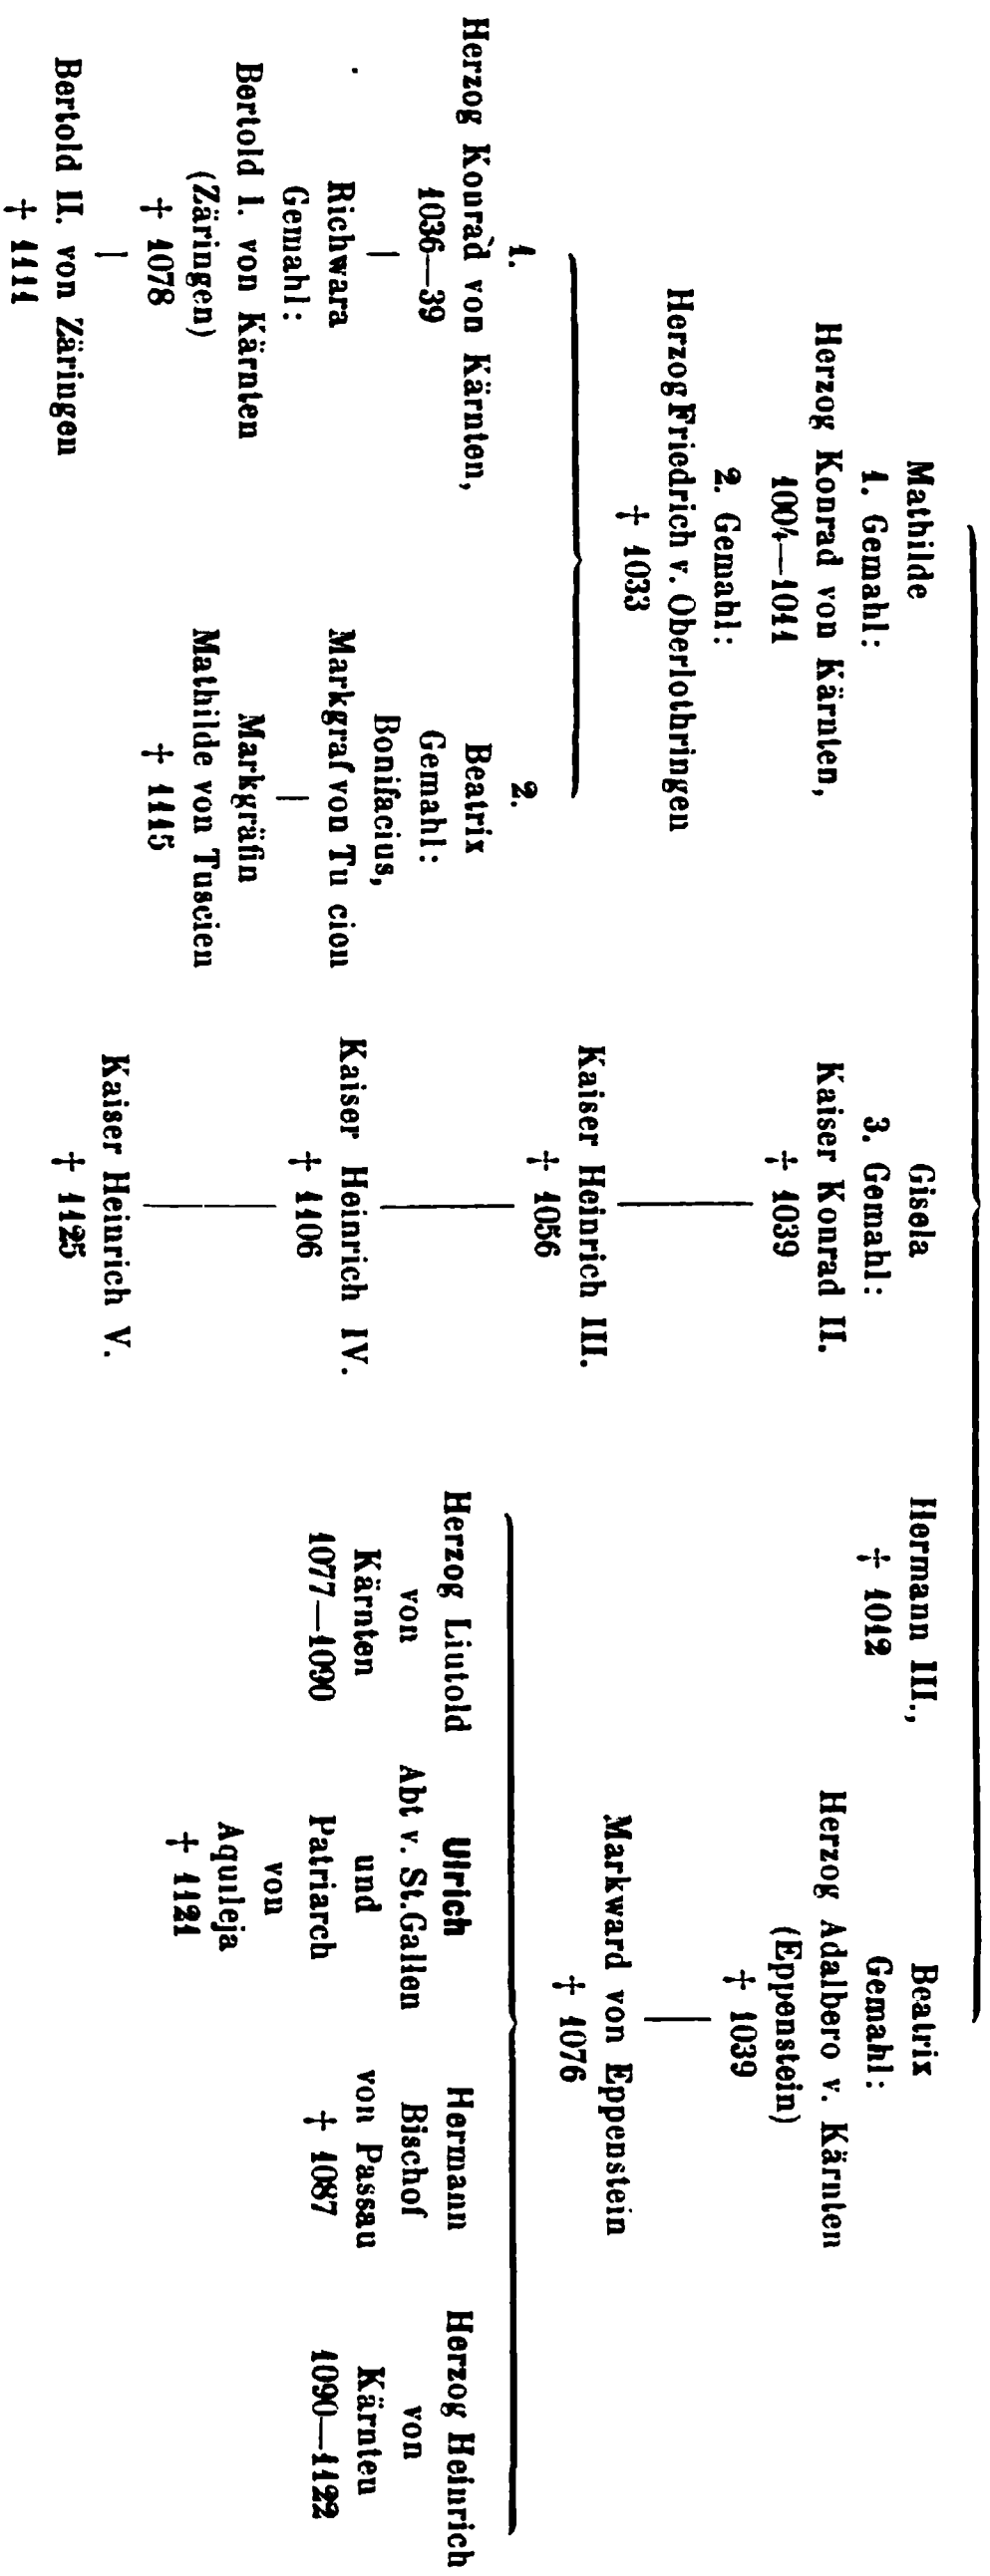 Mathilde
1. Gemahl:
Herzog Konrad von Kärnten,
1004—1011
2. Gemahl:
Herzog Friedrich v. Oberlothringen
† 1033
1.
Herzog Konrad von Kärnten,
1036—39
Richwara
Gemahl:
Bertold I. von Kärnten
(Zäringen)
† 1078
Bertold II. von Zäringen
† 1111
2.
Beatrix
Gemahl:
Bonifacius,
Markgraf von Tu cien
Markgräfin
Mathilde von Tuscien
† 1115
Gisela
3. Gemahl:
Kaiser Konrad II.
† 1039
Kaiser Heinrich III.
† 1056
Kaiser Heinrich IV.
† 1106
Kaiser Heinrich V.
† 1125
Hermann III.,
† 1012
Beatrix
Gemahl:
Herzog Adalbero v. Kärnten
(Eppenstein)
† 1039
Markward von Eppenstein
† 1076
Herzog Liutold
von
Kärnten
1077—1090
Ulrich
Abt v. St. Gallen
und
Patriarch
von
Aquileja
† 1121
Hermann
Bischof
von Passau
† 1087
Herzog Heinrich
von
Kärnten
1090—1122